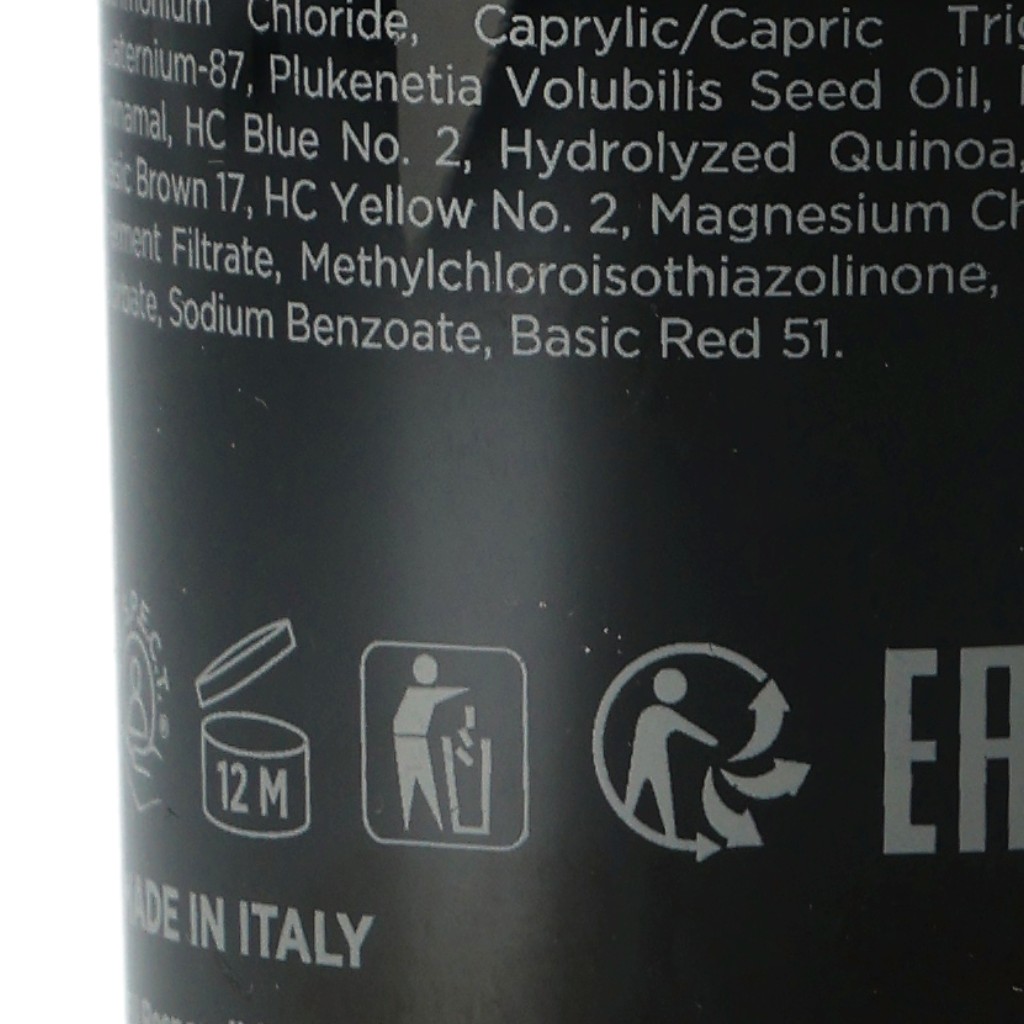 Chloride, Caprylic/Capric
Plukenetia Volubilis Seed Oil,
HC Blue No. 2, Hydrolyzed Quinoa,
Brown 17, HC Yellow No. 2, Magnesium
Filtrate, Methylchloroisothiazolinone,
Sodium Benzoate, Basic Red 51.
12 M
IN ITALY